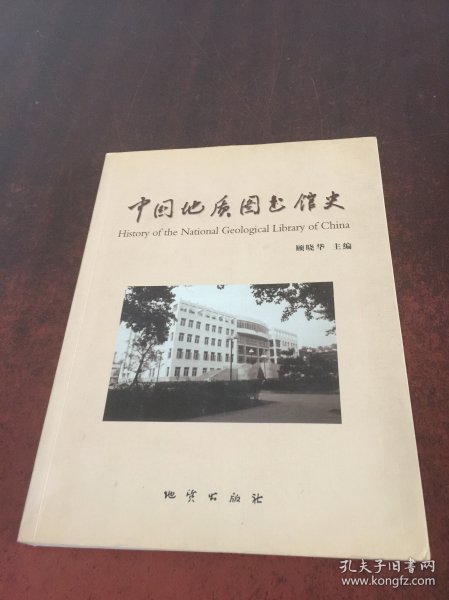 中国地质图书馆史
History of the National Geological Library of China
顾晓华 主编
地质出版社
孔夫子旧书网
www.kongfz.com